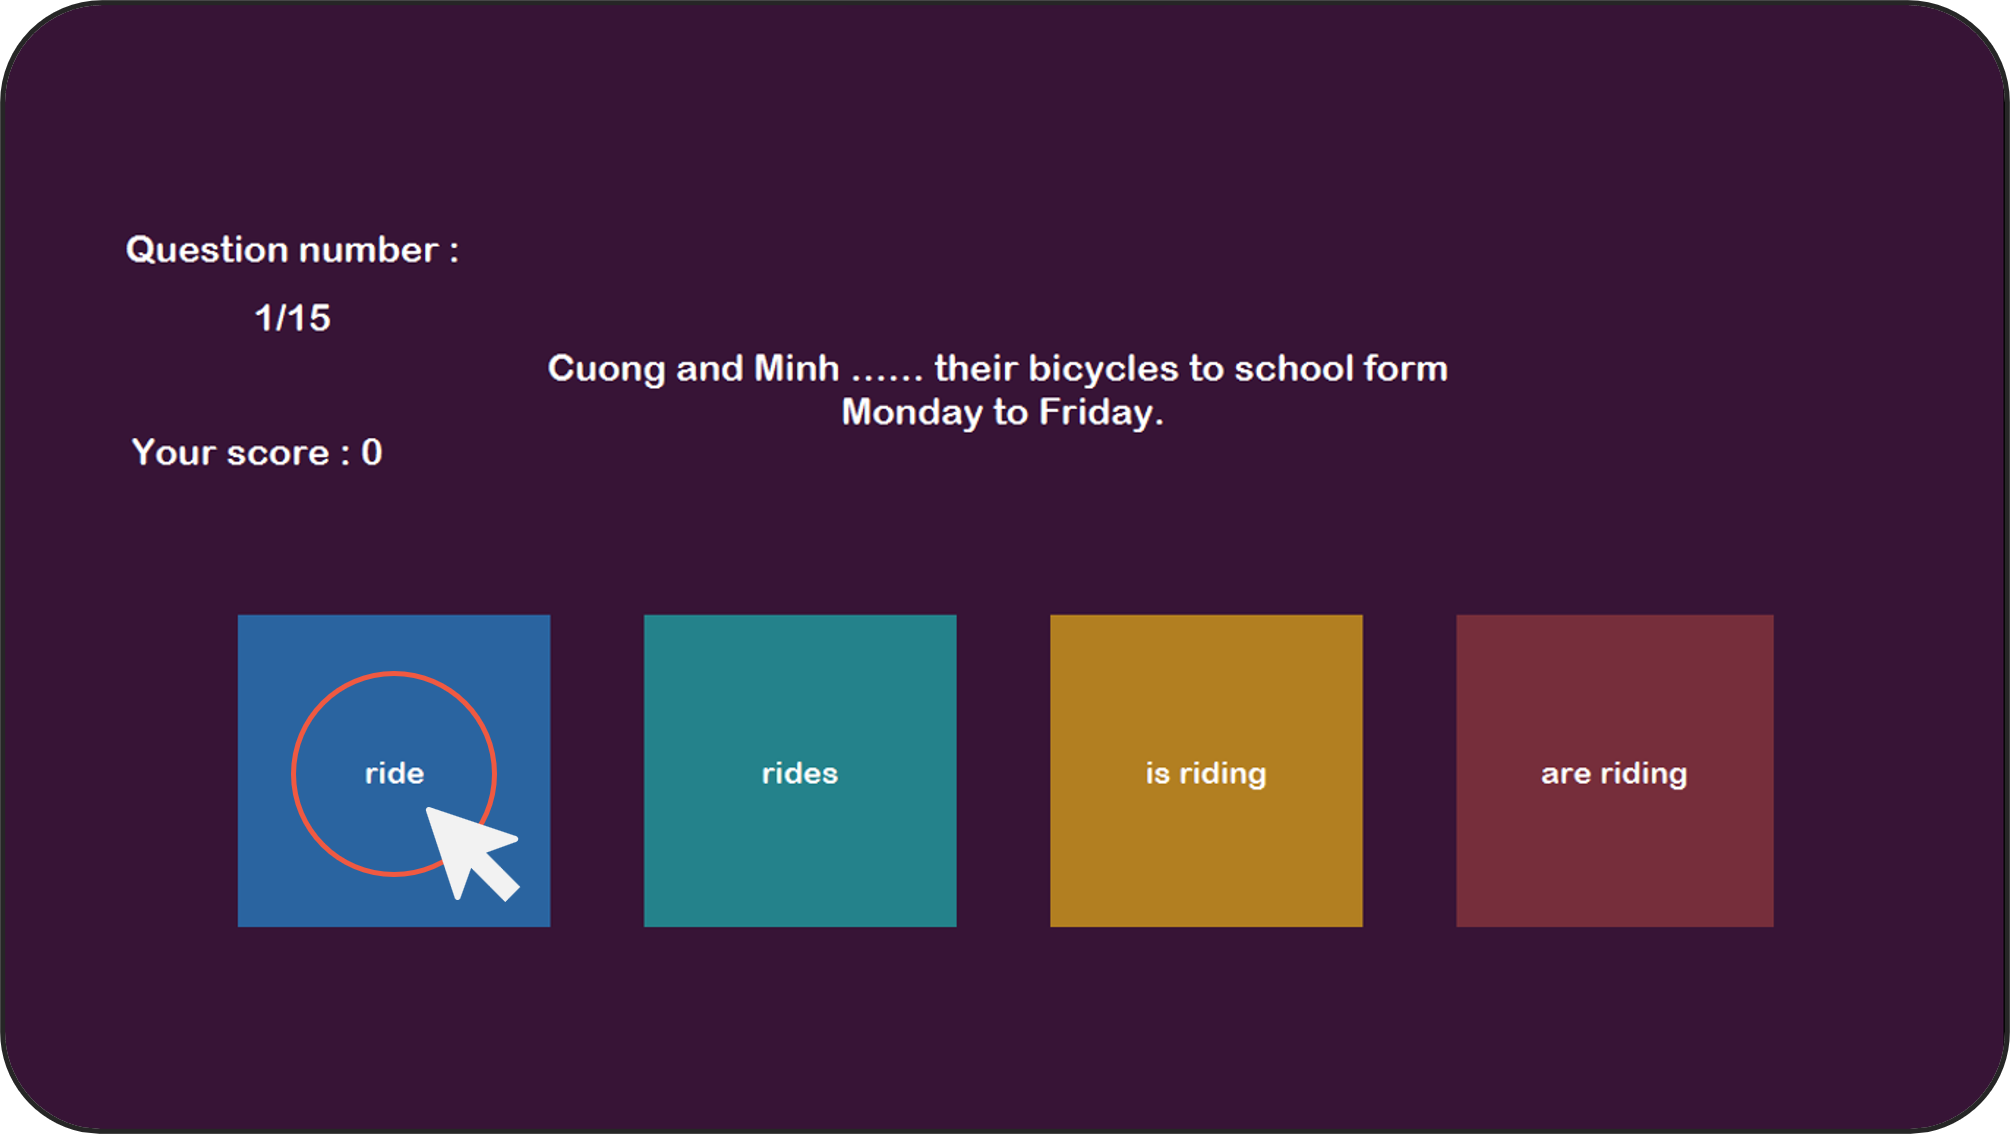 Question number :
1/15
Cuong and Minh ...... their bicycles to school form
Monday to Friday.
Your score : 0
ride
rides
is riding
are riding